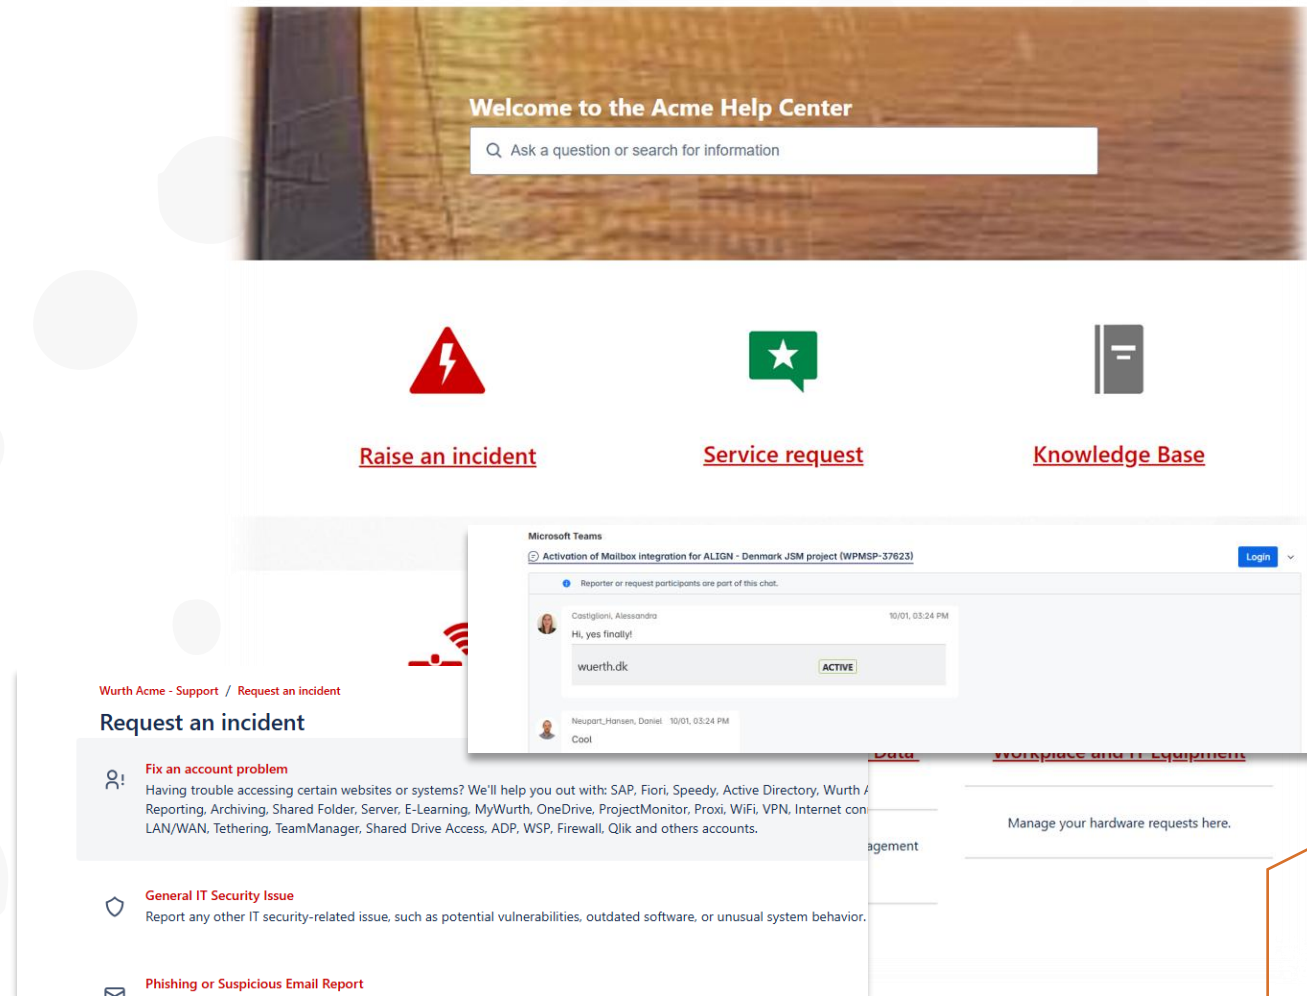 Welcome to the Acme Help Center
Ask a question or search for information
Raise an incident
Service request
Knowledge Base
Microsoft Teams
Activation of Mailbox integration for ALIGN - Denmark JSM project (WPMSP-37623)
Login
Reporter or request participants are part of this chat.
Castiglioni, Alessandra
10/01, 03:24 PM
Hi, yes finally!
wuerth.dk
ACTIVE
Neupart_Hansen, Daniel 10/01, 03:24 PM
Cool
Wurth Acme - Support / Request an incident
Request an incident
Fix an account problem
Having trouble accessing certain websites or systems? We'll help you out with: SAP, Fiori, Speedy, Active Directory, Wurth
Reporting, Archiving, Shared Folder, Server, E-Learning, MyWurth, OneDrive, ProjectMonitor, Proxi, WiFi, VPN, Internet
LAN/WAN, Tethering, TeamManager, Shared Drive Access, ADP, WSP, Firewall, Qlik and others accounts.
General IT Security Issue
Report any other IT security-related issue, such as potential vulnerabilities, outdated software, or unusual system behavior.
Phishing or Suspicious Email Report
Data
agement
Workplace and IT Equipment
Manage your hardware requests here.